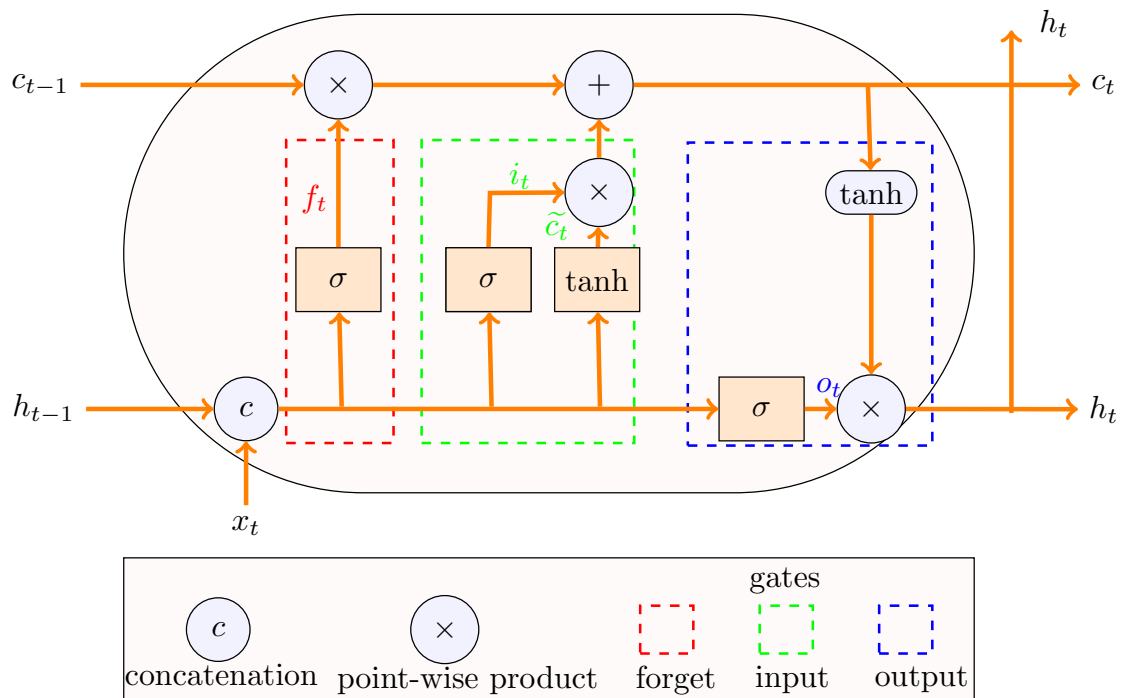 h_t
c_{t−1} × + c_t
f_t i_t × tanh
c̃_t
σ σ tanh
h_{t−1} c σ o_t × h_t
x_t
gates
c ×
concatenation point-wise product forget input output